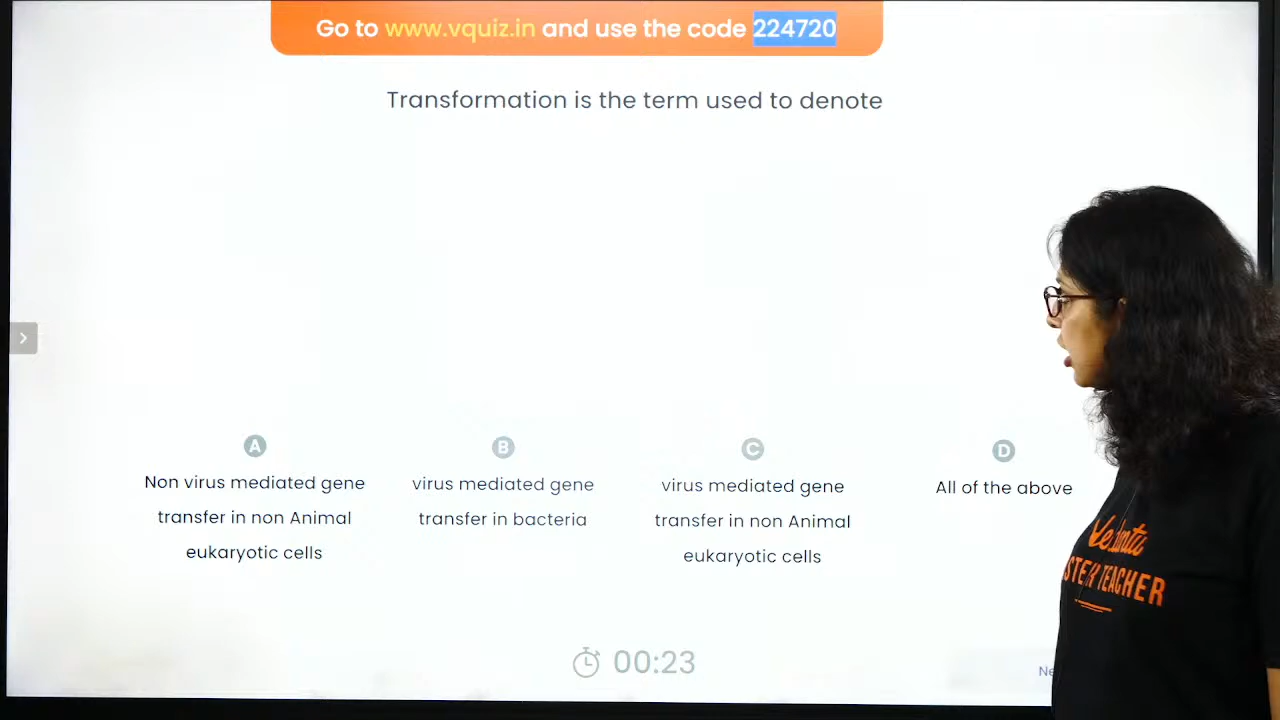 Go to www.vquiz.in and use the code 224720
Transformation is the term used to denote
A
Non virus mediated gene
transfer in non Animal
eukaryotic cells
B
virus mediated gene
transfer in bacteria
C
virus mediated gene
transfer in non Animal
eukaryotic cells
D
All of the above
00:23
TEACHER